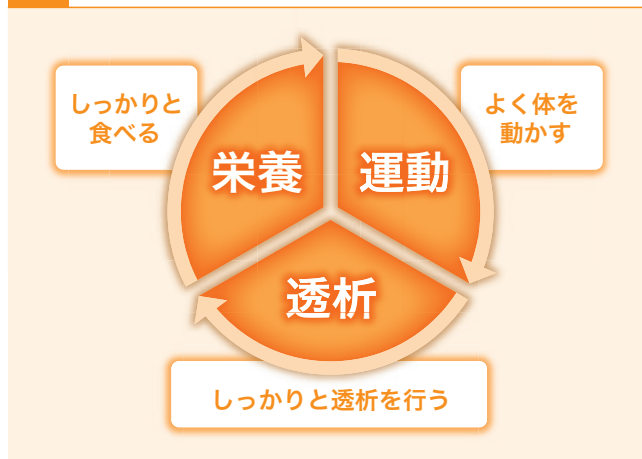 しっかりと
食べる
栄養
運動
よく体を
動かす
透析
しっかりと透析を行う